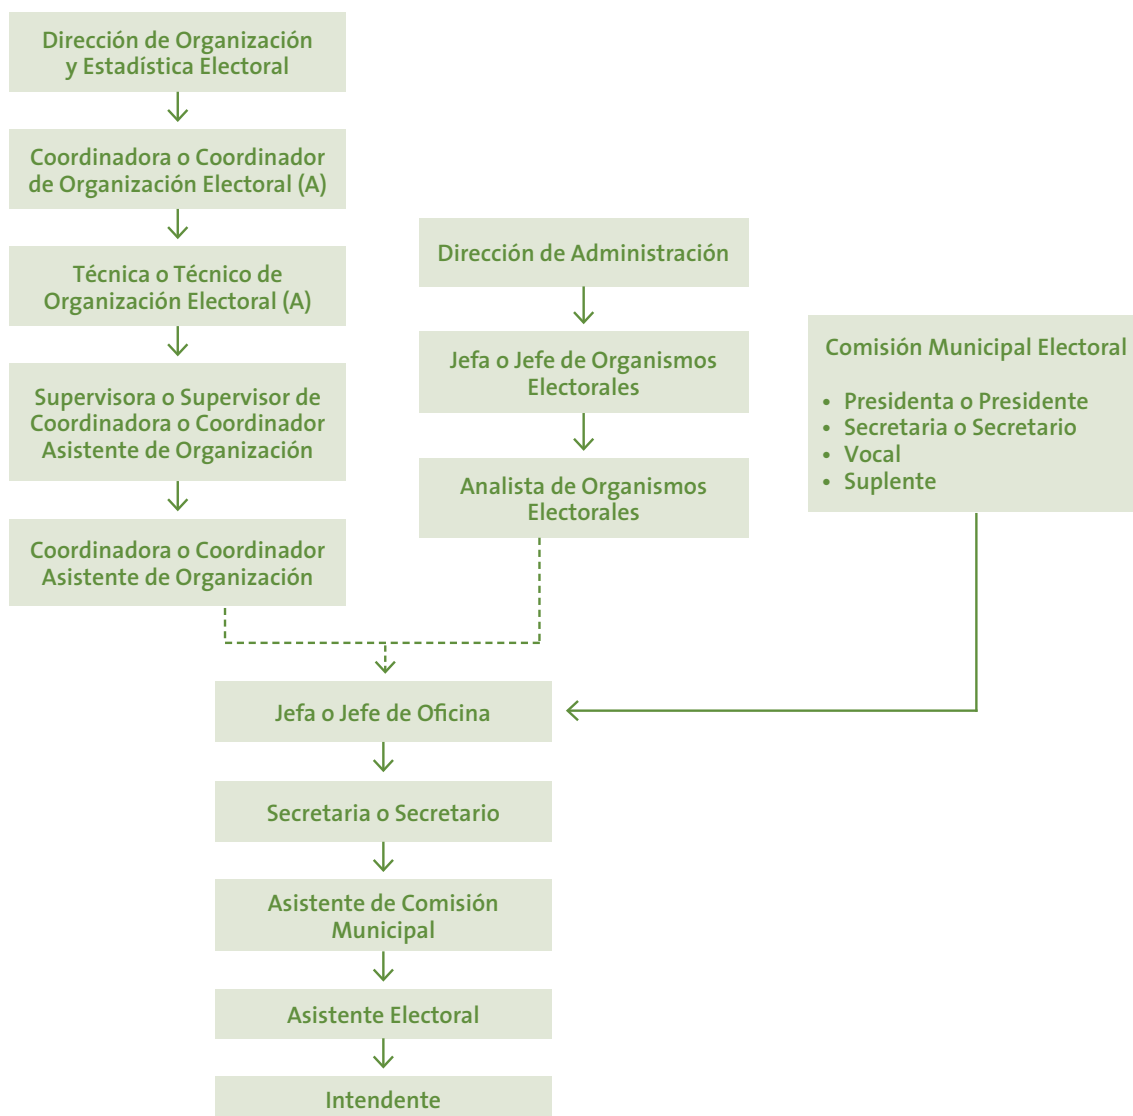 Dirección de Organización
y Estadística Electoral
Coordinadora o Coordinador
de Organización Electoral (A)
Técnica o Técnico de
Organización Electoral (A)
Supervisora o Supervisor de
Coordinadora o Coordinador
Asistente de Organización
Coordinadora o Coordinador
Asistente de Organización
Dirección de Administración
Jefa o Jefe de Organismos
Electorales
Analista de Organismos
Electorales
Comisión Municipal Electoral
• Presidenta o Presidente
• Secretaria o Secretario
• Vocal
• Suplente
Jefa o Jefe de Oficina
Secretaria o Secretario
Asistente de Comisión
Municipal
Asistente Electoral
Intendente